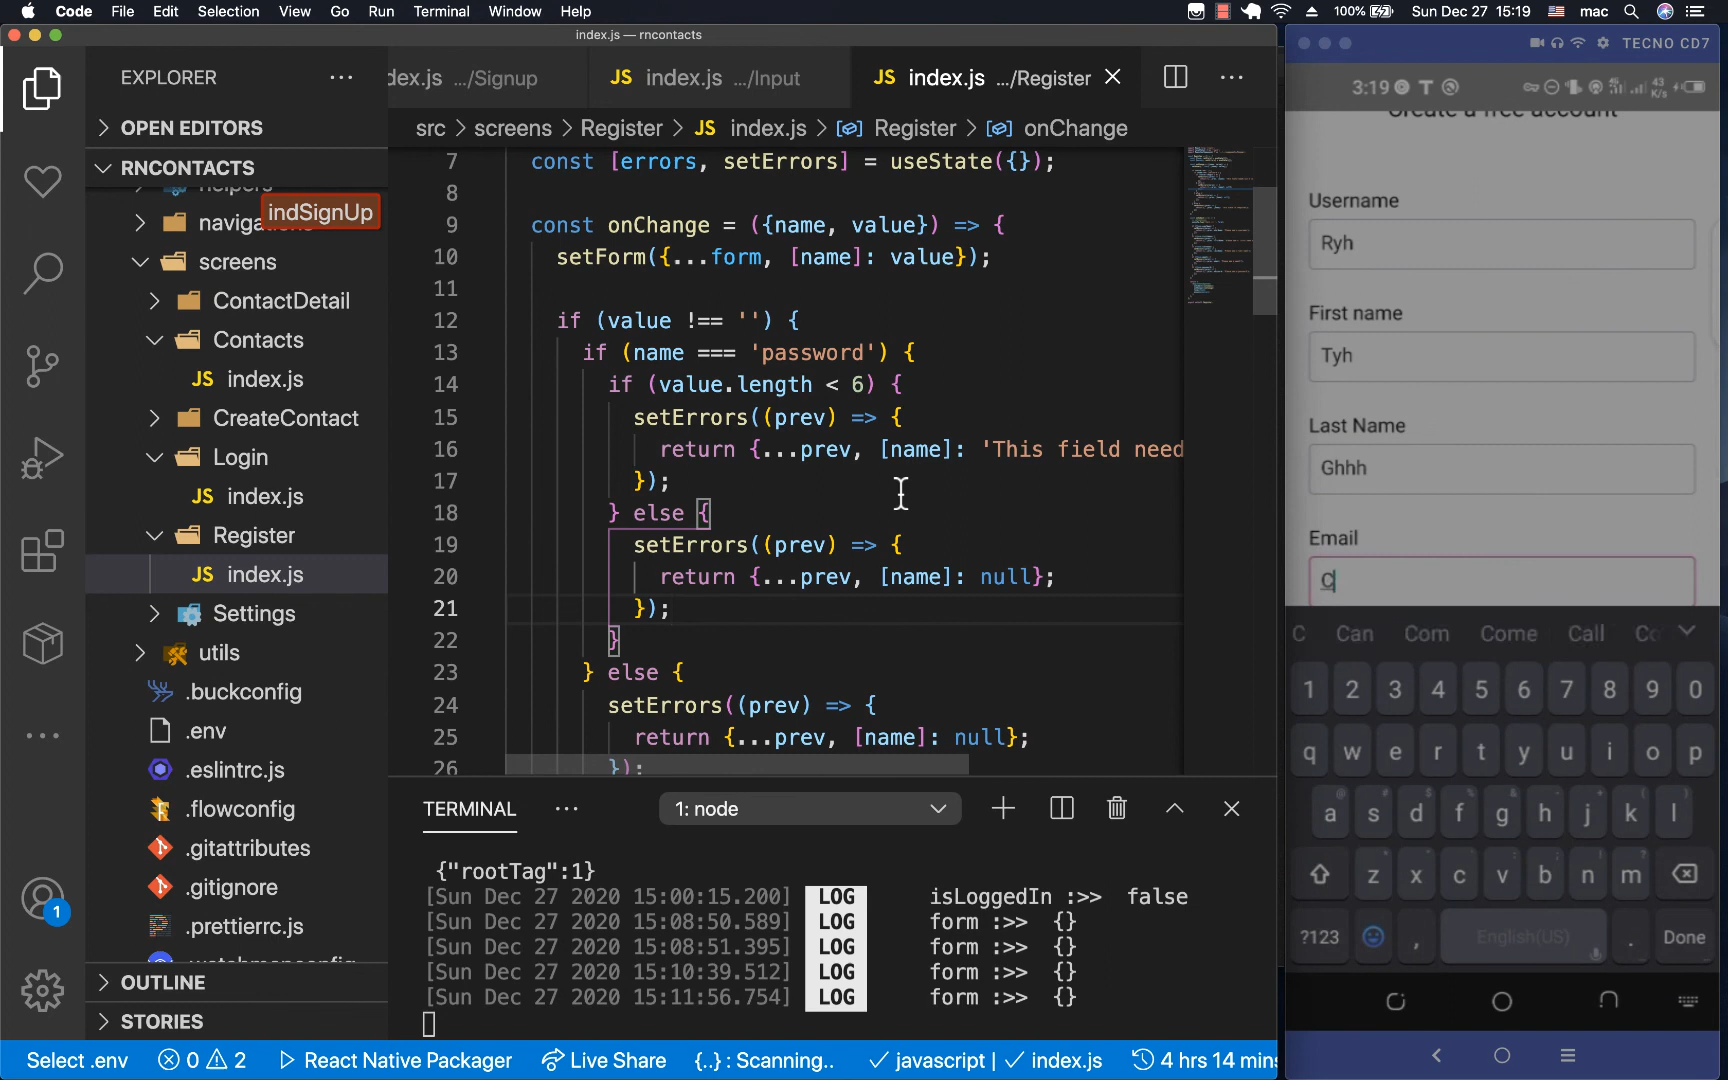 Code File Edit Selection View Go Run Terminal Window Help 100% Sun Dec 27 15:19 mac
index.js — rncontacts
EXPLORER
OPEN EDITORS
RNCONTACTS
helpers
indSignUp
screens
ContactDetail
Contacts
JS index.js
CreateContact
Login
JS index.js
Register
JS index.js
Settings
utils
.buckconfig
.env
.eslintrc.js
.flowconfig
.gitattributes
.gitignore
.prettierrc.js
OUTLINE
STORIES
dex.js .../Signup JS index.js .../Input JS index.js .../Register
src > screens > Register > JS index.js > Register > onChange
7 const [errors, setErrors] = useState({});
8
9 const onChange = ({name, value}) => {
10 setForm({...form, [name]: value});
11
12 if (value !== '') {
13 if (name === 'password') {
14 if (value.length < 6) {
15 setErrors((prev) => {
16 return {...prev, [name]: 'This field need
17 });
18 } else {
19 setErrors((prev) => {
20 return {...prev, [name]: null};
21 });
22 }
23 } else {
24 setErrors((prev) => {
25 return {...prev, [name]: null};
26 });
TERMINAL 1: node
{"rootTag":1}
[Sun Dec 27 2020 15:00:15.200] LOG isLoggedIn :>> false
[Sun Dec 27 2020 15:08:50.589] LOG form :>> {}
[Sun Dec 27 2020 15:08:51.395] LOG form :>> {}
[Sun Dec 27 2020 15:10:39.512] LOG form :>> {}
[Sun Dec 27 2020 15:11:56.754] LOG form :>> {}
Select .env 0 2 React Native Packager Live Share {..} : Scanning.. javascript | index.js 4 hrs 14 mins
1
TECNO CD7
3:19 43 K/s
Create a free account
Username
Ryh
First name
Tyh
Last Name
Ghhh
Email
C
C Can Com Come Call
1 2 3 4 5 6 7 8 9 0
q w e r t y u i o p
a s d f g h j k l
z x c v b n m
?123 , English(US) . Done